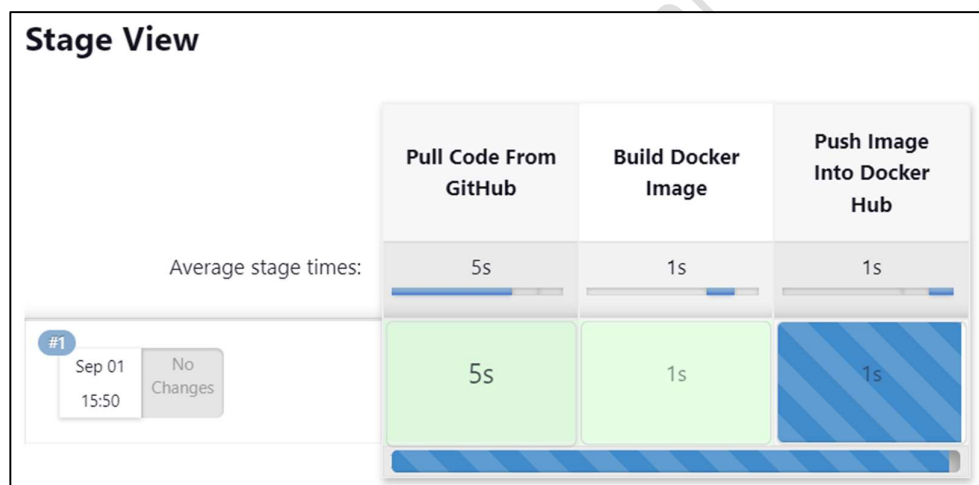 Stage View
Pull Code From
GitHub
Build Docker
Image
Push Image
Into Docker
Hub
Average stage times:
5s
1s
1s
#1
Sep 01
15:50
No
Changes
5s
1s
1s